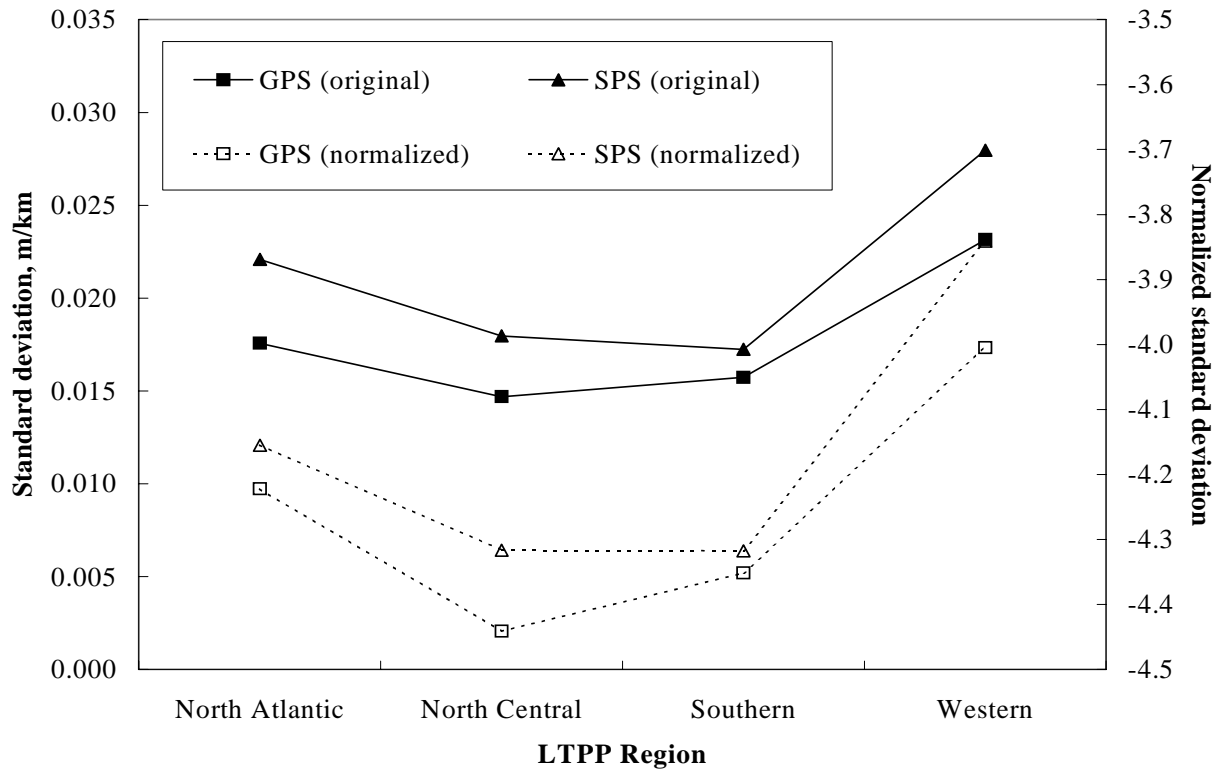 0.035
0.030
0.025
0.020
0.015
0.010
0.005
0.000
Standard deviation, m/km
GPS (original)
SPS (original)
GPS (normalized)
SPS (normalized)
-3.5
-3.6
-3.7
-3.8
-3.9
-4.0
-4.1
-4.2
-4.3
-4.4
-4.5
Normalized standard deviation
North Atlantic
North Central
Southern
Western
LTPP Region